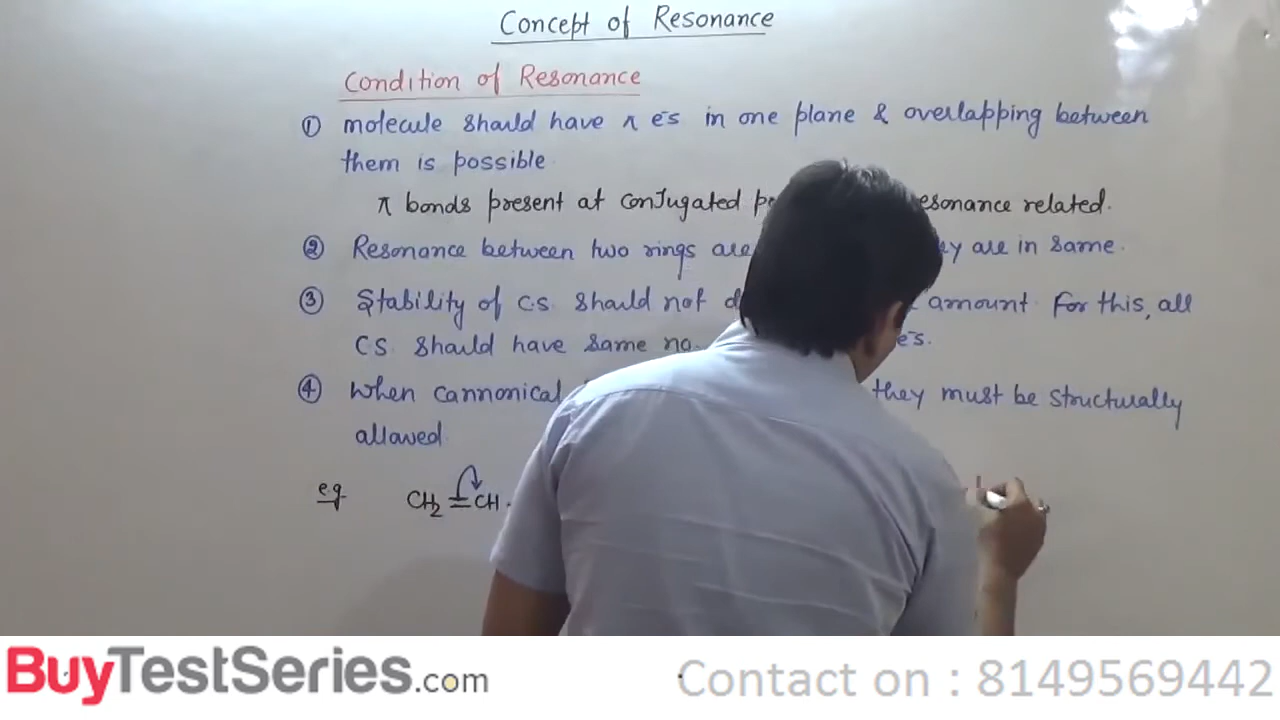 Concept of Resonance
Condition of Resonance
① molecule should have π e⁻s in one plane & overlapping between
them is possible.
π bonds present at conjugated esonance related.
② Resonance between two rings are ey are in same.
③ Stability of C.S. should not d amount. For this, all
C.S. should have same no. e⁻s.
④ When cannonical they must be structurally
allowed.
e.g CH₂ = CH
BuyTestSeries.com
Contact on : 8149569442